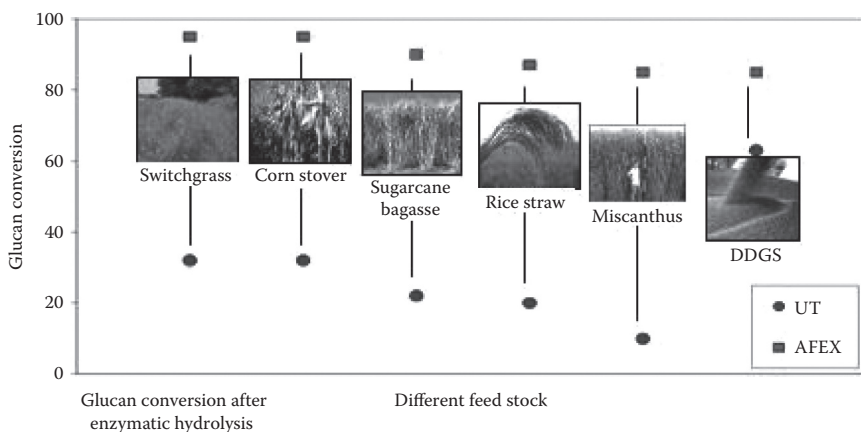 100
80
60
40
20
0
Glucan conversion
Switchgrass
Corn stover
Sugarcane
bagasse
Rice straw
Miscanthus
DDGS
UT
AFEX
Glucan conversion after
enzymatic hydrolysis
Different feed stock